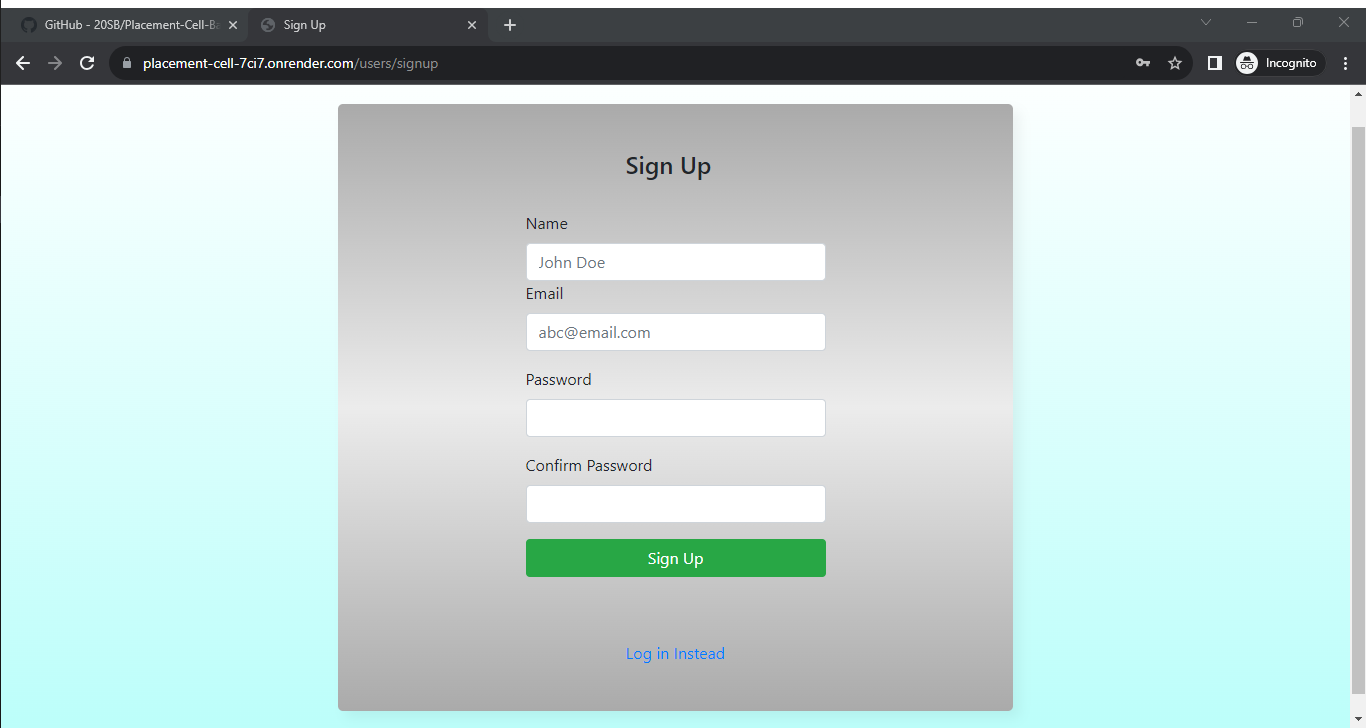 GitHub - 20SB/Placement-Cell-Ba
Sign Up
placement-cell-7ci7.onrender.com/users/signup
Incognito
Sign Up
Name
John Doe
Email
abc@email.com
Password
Confirm Password
Sign Up
Log in Instead